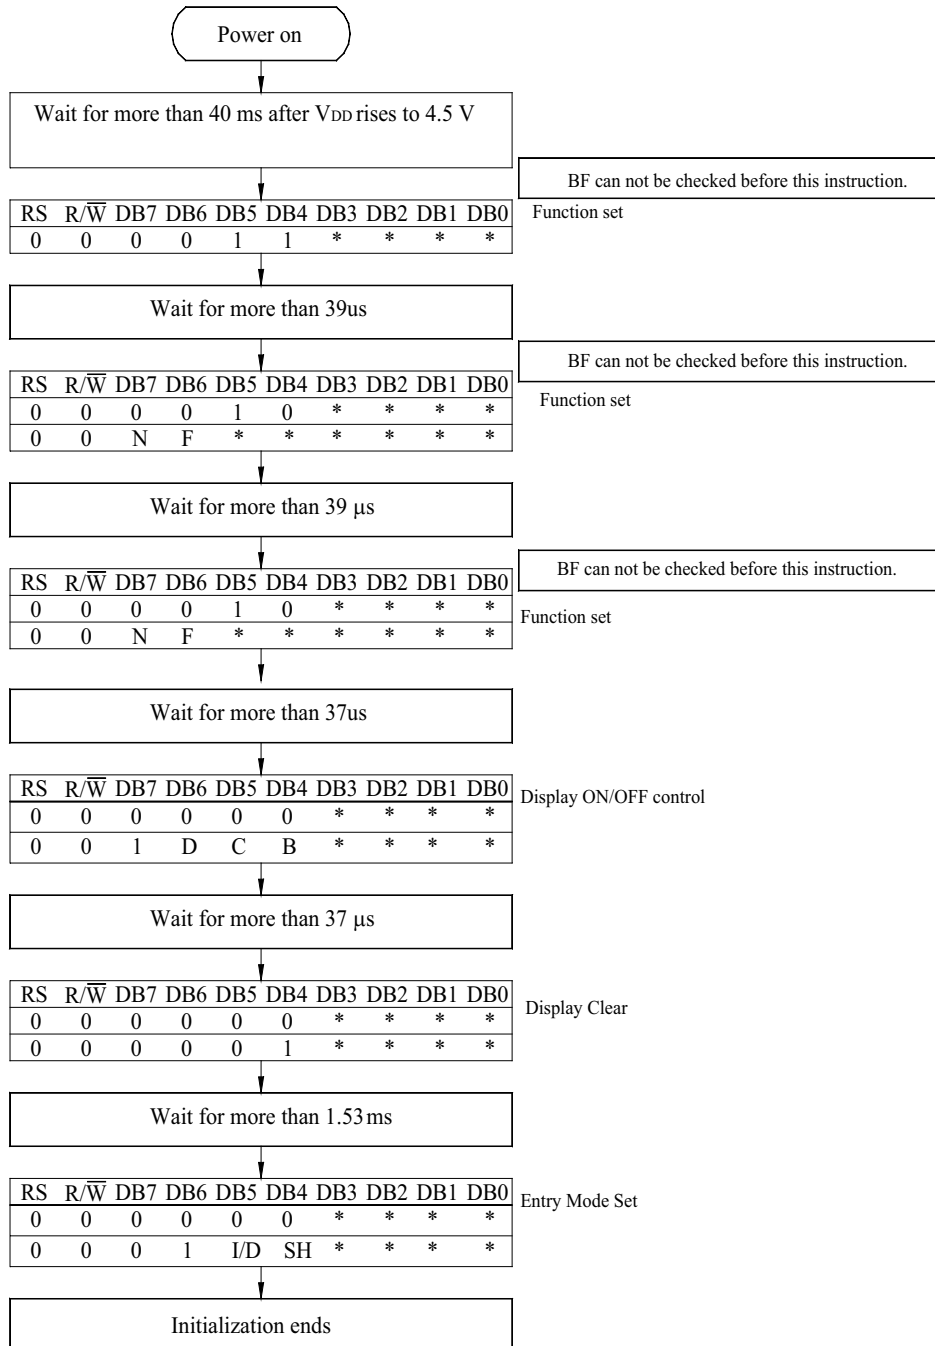 Power on
Wait for more than 40 ms after VDD rises to 4.5 V
BF can not be checked before this instruction.
RS R/W̅ DB7 DB6 DB5 DB4 DB3 DB2 DB1 DB0
Function set
0 0 0 0 1 1 * * * *
Wait for more than 39us
BF can not be checked before this instruction.
RS R/W̅ DB7 DB6 DB5 DB4 DB3 DB2 DB1 DB0
Function set
0 0 0 0 1 0 * * * *
0 0 N F * * * * * *
Wait for more than 39 μs
BF can not be checked before this instruction.
RS R/W̅ DB7 DB6 DB5 DB4 DB3 DB2 DB1 DB0
0 0 0 0 1 0 * * * *
Function set
0 0 N F * * * * * *
Wait for more than 37us
RS R/W̅ DB7 DB6 DB5 DB4 DB3 DB2 DB1 DB0
Display ON/OFF control
0 0 0 0 0 0 * * * *
0 0 1 D C B * * * *
Wait for more than 37 μs
RS R/W̅ DB7 DB6 DB5 DB4 DB3 DB2 DB1 DB0
Display Clear
0 0 0 0 0 0 * * * *
0 0 0 0 0 1 * * * *
Wait for more than 1.53ms
RS R/W̅ DB7 DB6 DB5 DB4 DB3 DB2 DB1 DB0
Entry Mode Set
0 0 0 0 0 0 * * * *
0 0 0 1 I/D SH * * * *
Initialization ends